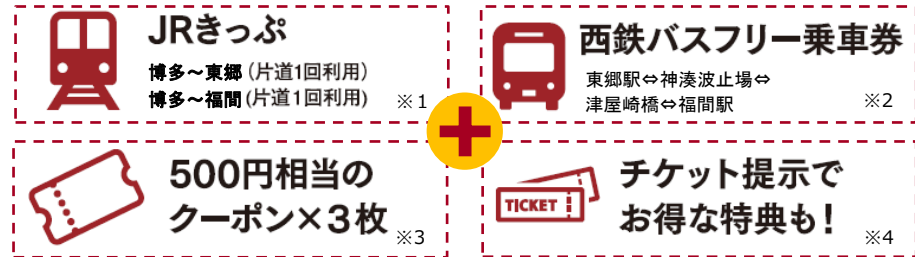 JRきっぷ
博多～東郷 (片道1回利用)
博多～福間 (片道1回利用)
※1
西鉄バスフリー乗車券
東郷駅⇔神湊波止場⇔
津屋崎橋⇔福間駅
※2
500円相当の
クーポン×3枚
※3
TICKET
チケット提示で
お得な特典も！
※4